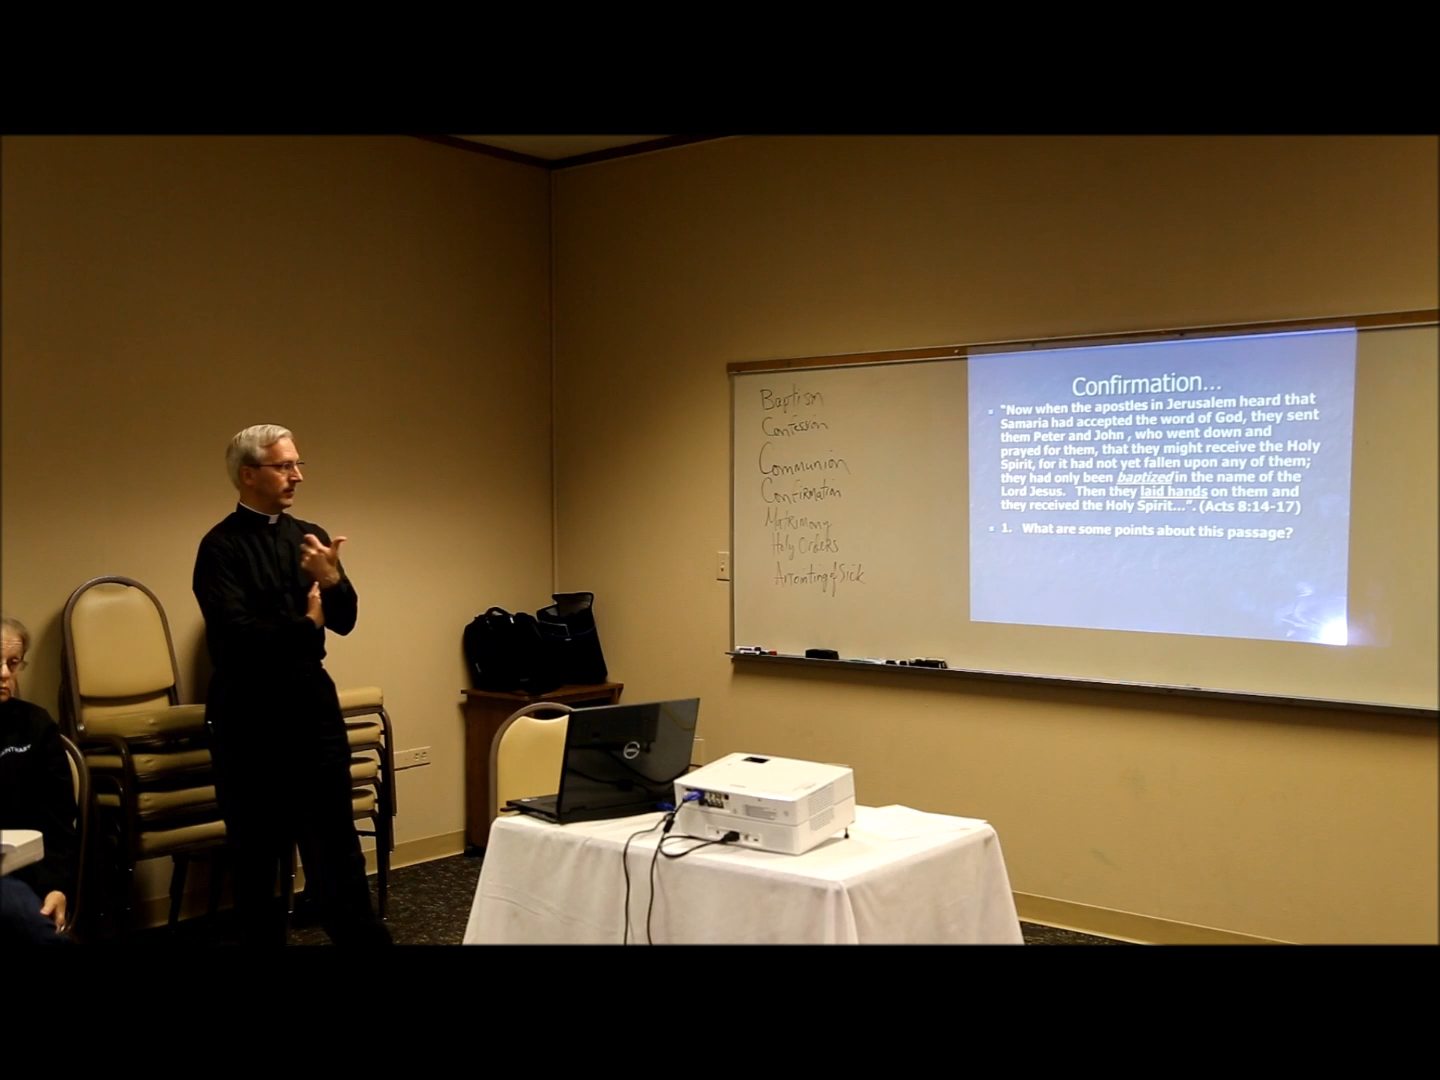 Baptism
Confession
Communion
Confirmation
Matrimony
Holy Orders
Annointing of Sick
Confirmation...
"Now when the apostles in Jerusalem heard that
Samaria had accepted the word of God, they sent
them Peter and John , who went down and
prayed for them, that they might receive the Holy
Spirit, for it had not yet fallen upon any of them;
they had only been baptized in the name of the
Lord Jesus. Then they laid hands on them and
they received the Holy Spirit...". (Acts 8:14-17)
1. What are some points about this passage?
DELL